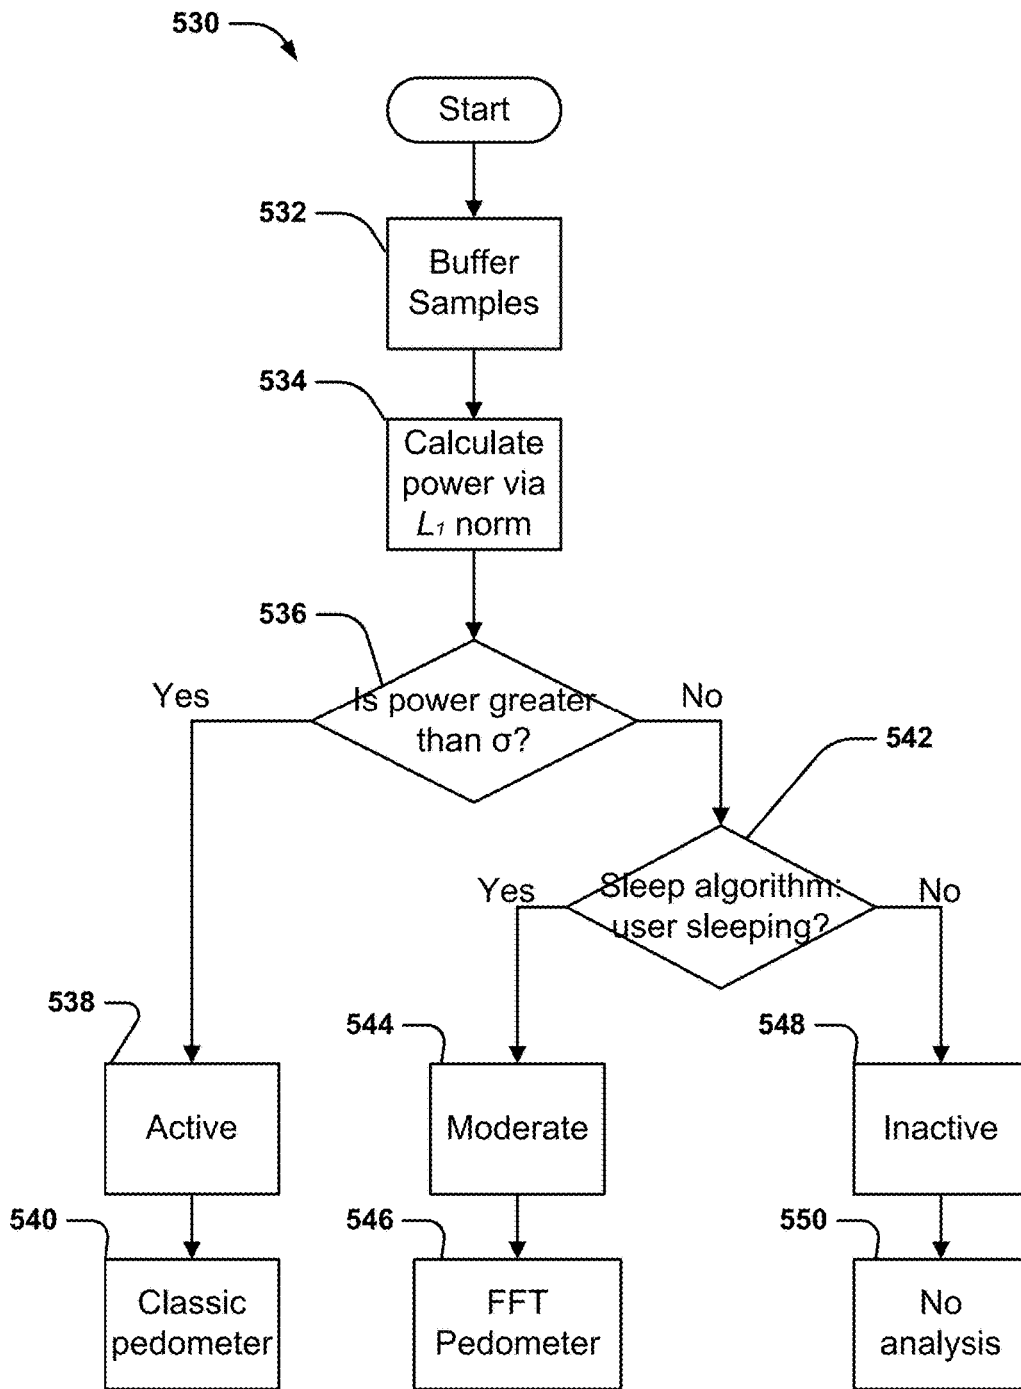 530
Start
532
Buffer
Samples
534
Calculate
power via
L₁ norm
536
Yes
Is power greater
than σ?
No
542
Yes
Sleep algorithm:
user sleeping?
No
538
544
548
Active
Moderate
Inactive
540
546
550
Classic
pedometer
FFT
Pedometer
No
analysis